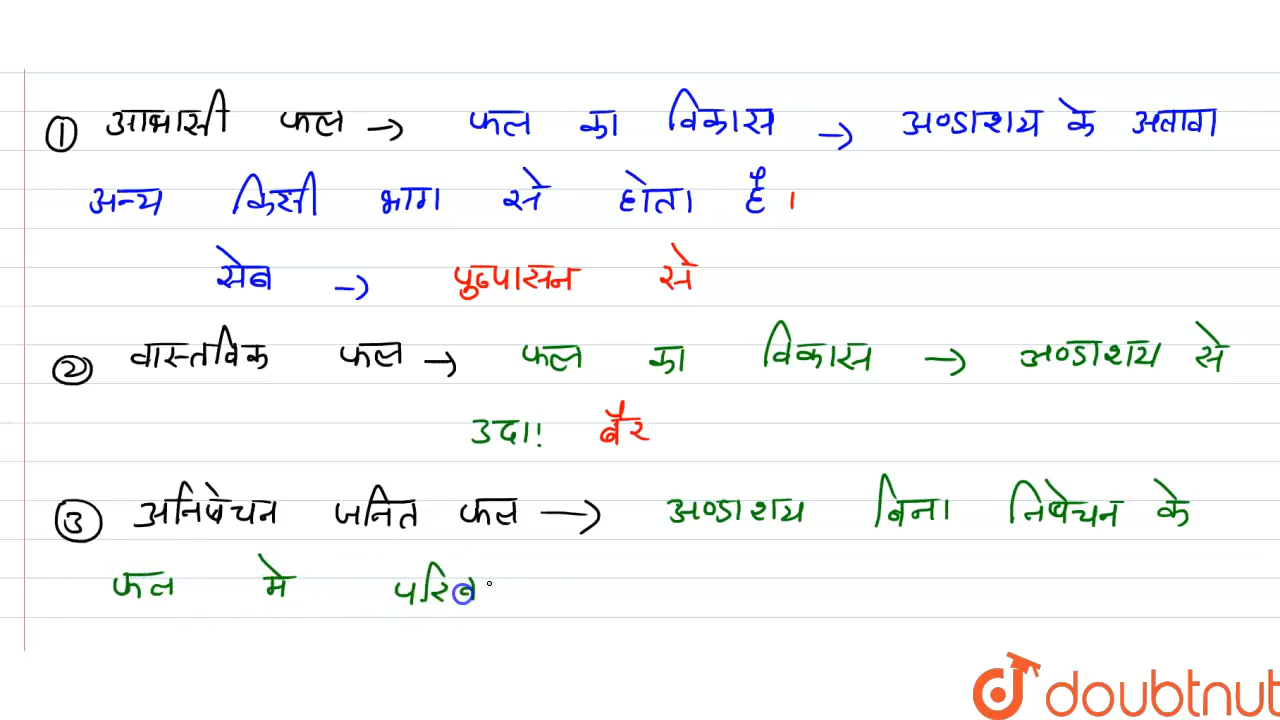 ① आभासी फल → फल का विकास → अण्डाशय के अलावा
अन्य किसी भाग से होता है।
सेब → पुष्पासन से
② वास्तविक फल → फल का विकास → अण्डाशय से
उदा: बैर
③ अनिषेचन जनित फल → अण्डाशय बिना निषेचन के
फल मे परिव
doubtnut